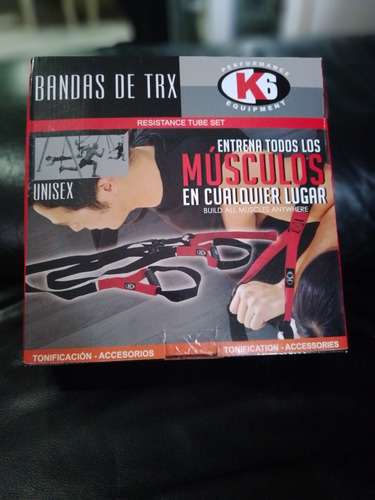 BANDAS DE TRX
PERFORMANCE
K6
EQUIPMENT
RESISTANCE TUBE SET
UNISEX
ENTRENA TODOS LOS
MÚSCULOS
EN CUALQUIER LUGAR
BUILD ALL MUSCLES ANYWHERE
TONIFICACIÓN - ACCESORIOS
TONIFICATION - ACCESSORIES